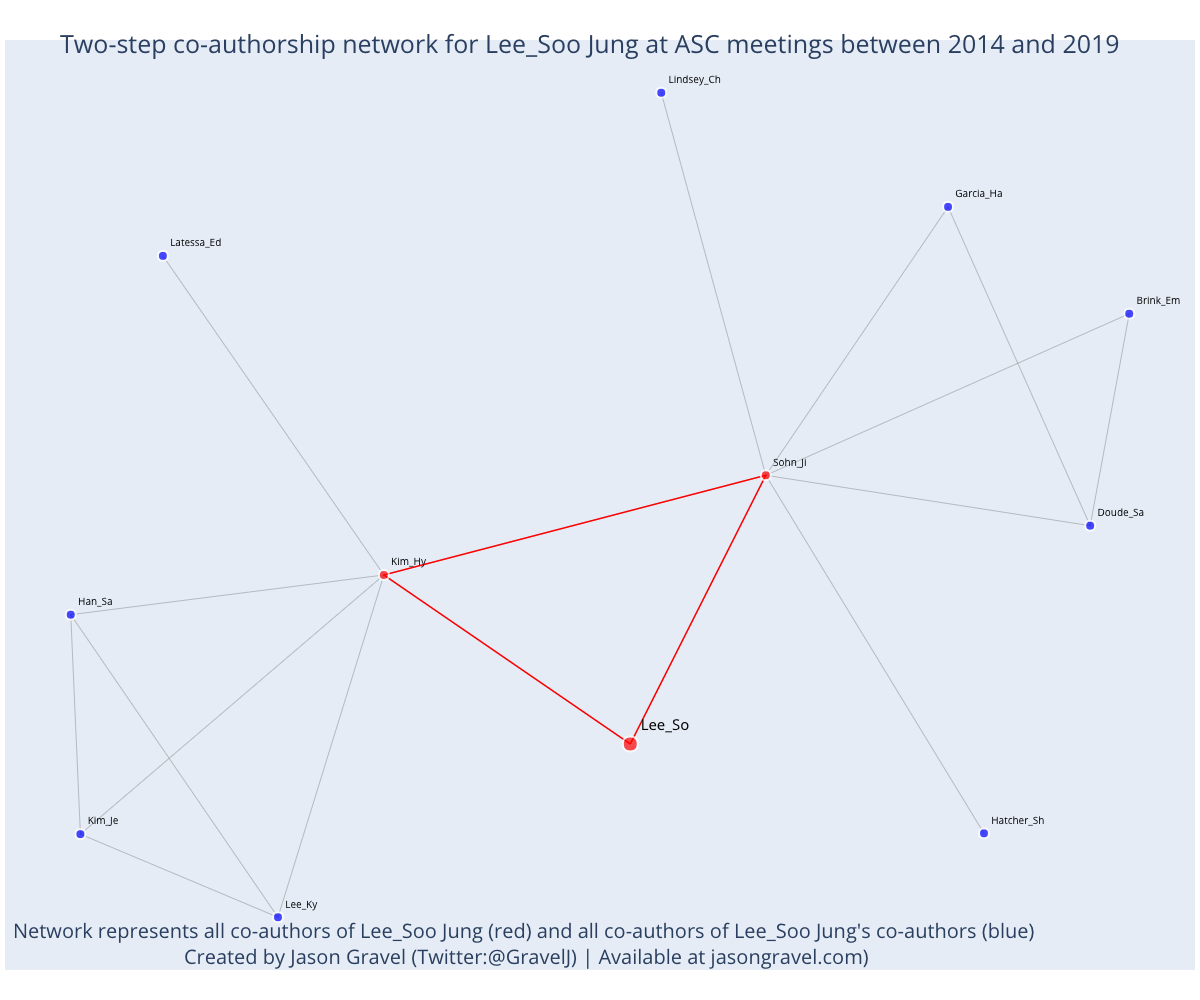 Two-step co-authorship network for Lee_Soo Jung at ASC meetings between 2014 and 2019
Lindsey_Ch
Garcia_Ha
Latessa_Ed
Brink_Em
Sohn_Ji
Doude_Sa
Kim_Hy
Han_Sa
Lee_So
Kim_Je
Hatcher_Sh
Lee_Ky
Network represents all co-authors of Lee_Soo Jung (red) and all co-authors of Lee_Soo Jung's co-authors (blue)
Created by Jason Gravel (Twitter:@GravelJ) | Available at jasongravel.com)